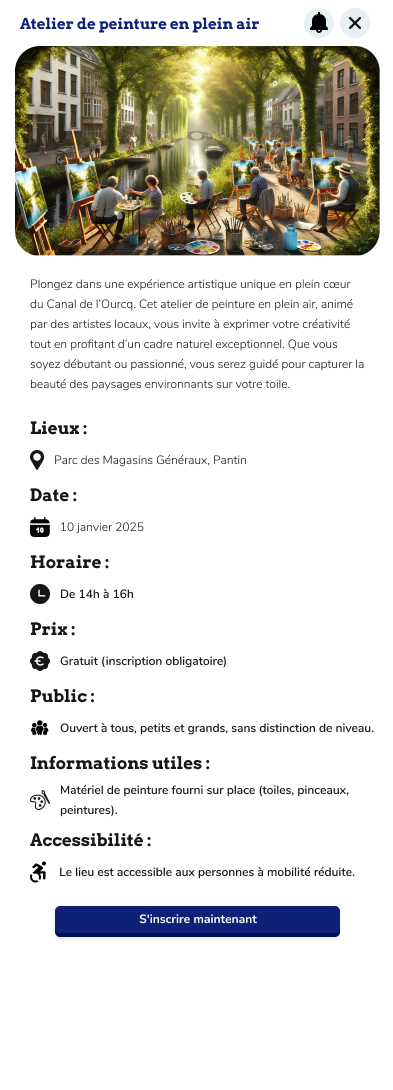 Atelier de peinture en plein air
Plongez dans une expérience artistique unique en plein cœur
du Canal de l'Ourcq. Cet atelier de peinture en plein air, animé
par des artistes locaux, vous invite à exprimer votre créativité
tout en profitant d'un cadre naturel exceptionnel. Que vous
soyez débutant ou passionné, vous serez guidé pour capturer la
beauté des paysages environnants sur votre toile.
Lieux :
Parc des Magasins Généraux, Pantin
Date :
10
10 janvier 2025
Horaire :
De 14h à 16h
Prix :
€
Gratuit (inscription obligatoire)
Public :
Ouvert à tous, petits et grands, sans distinction de niveau.
Informations utiles :
Matériel de peinture fourni sur place (toiles, pinceaux,
peintures).
Accessibilité :
Le lieu est accessible aux personnes à mobilité réduite.
S'inscrire maintenant